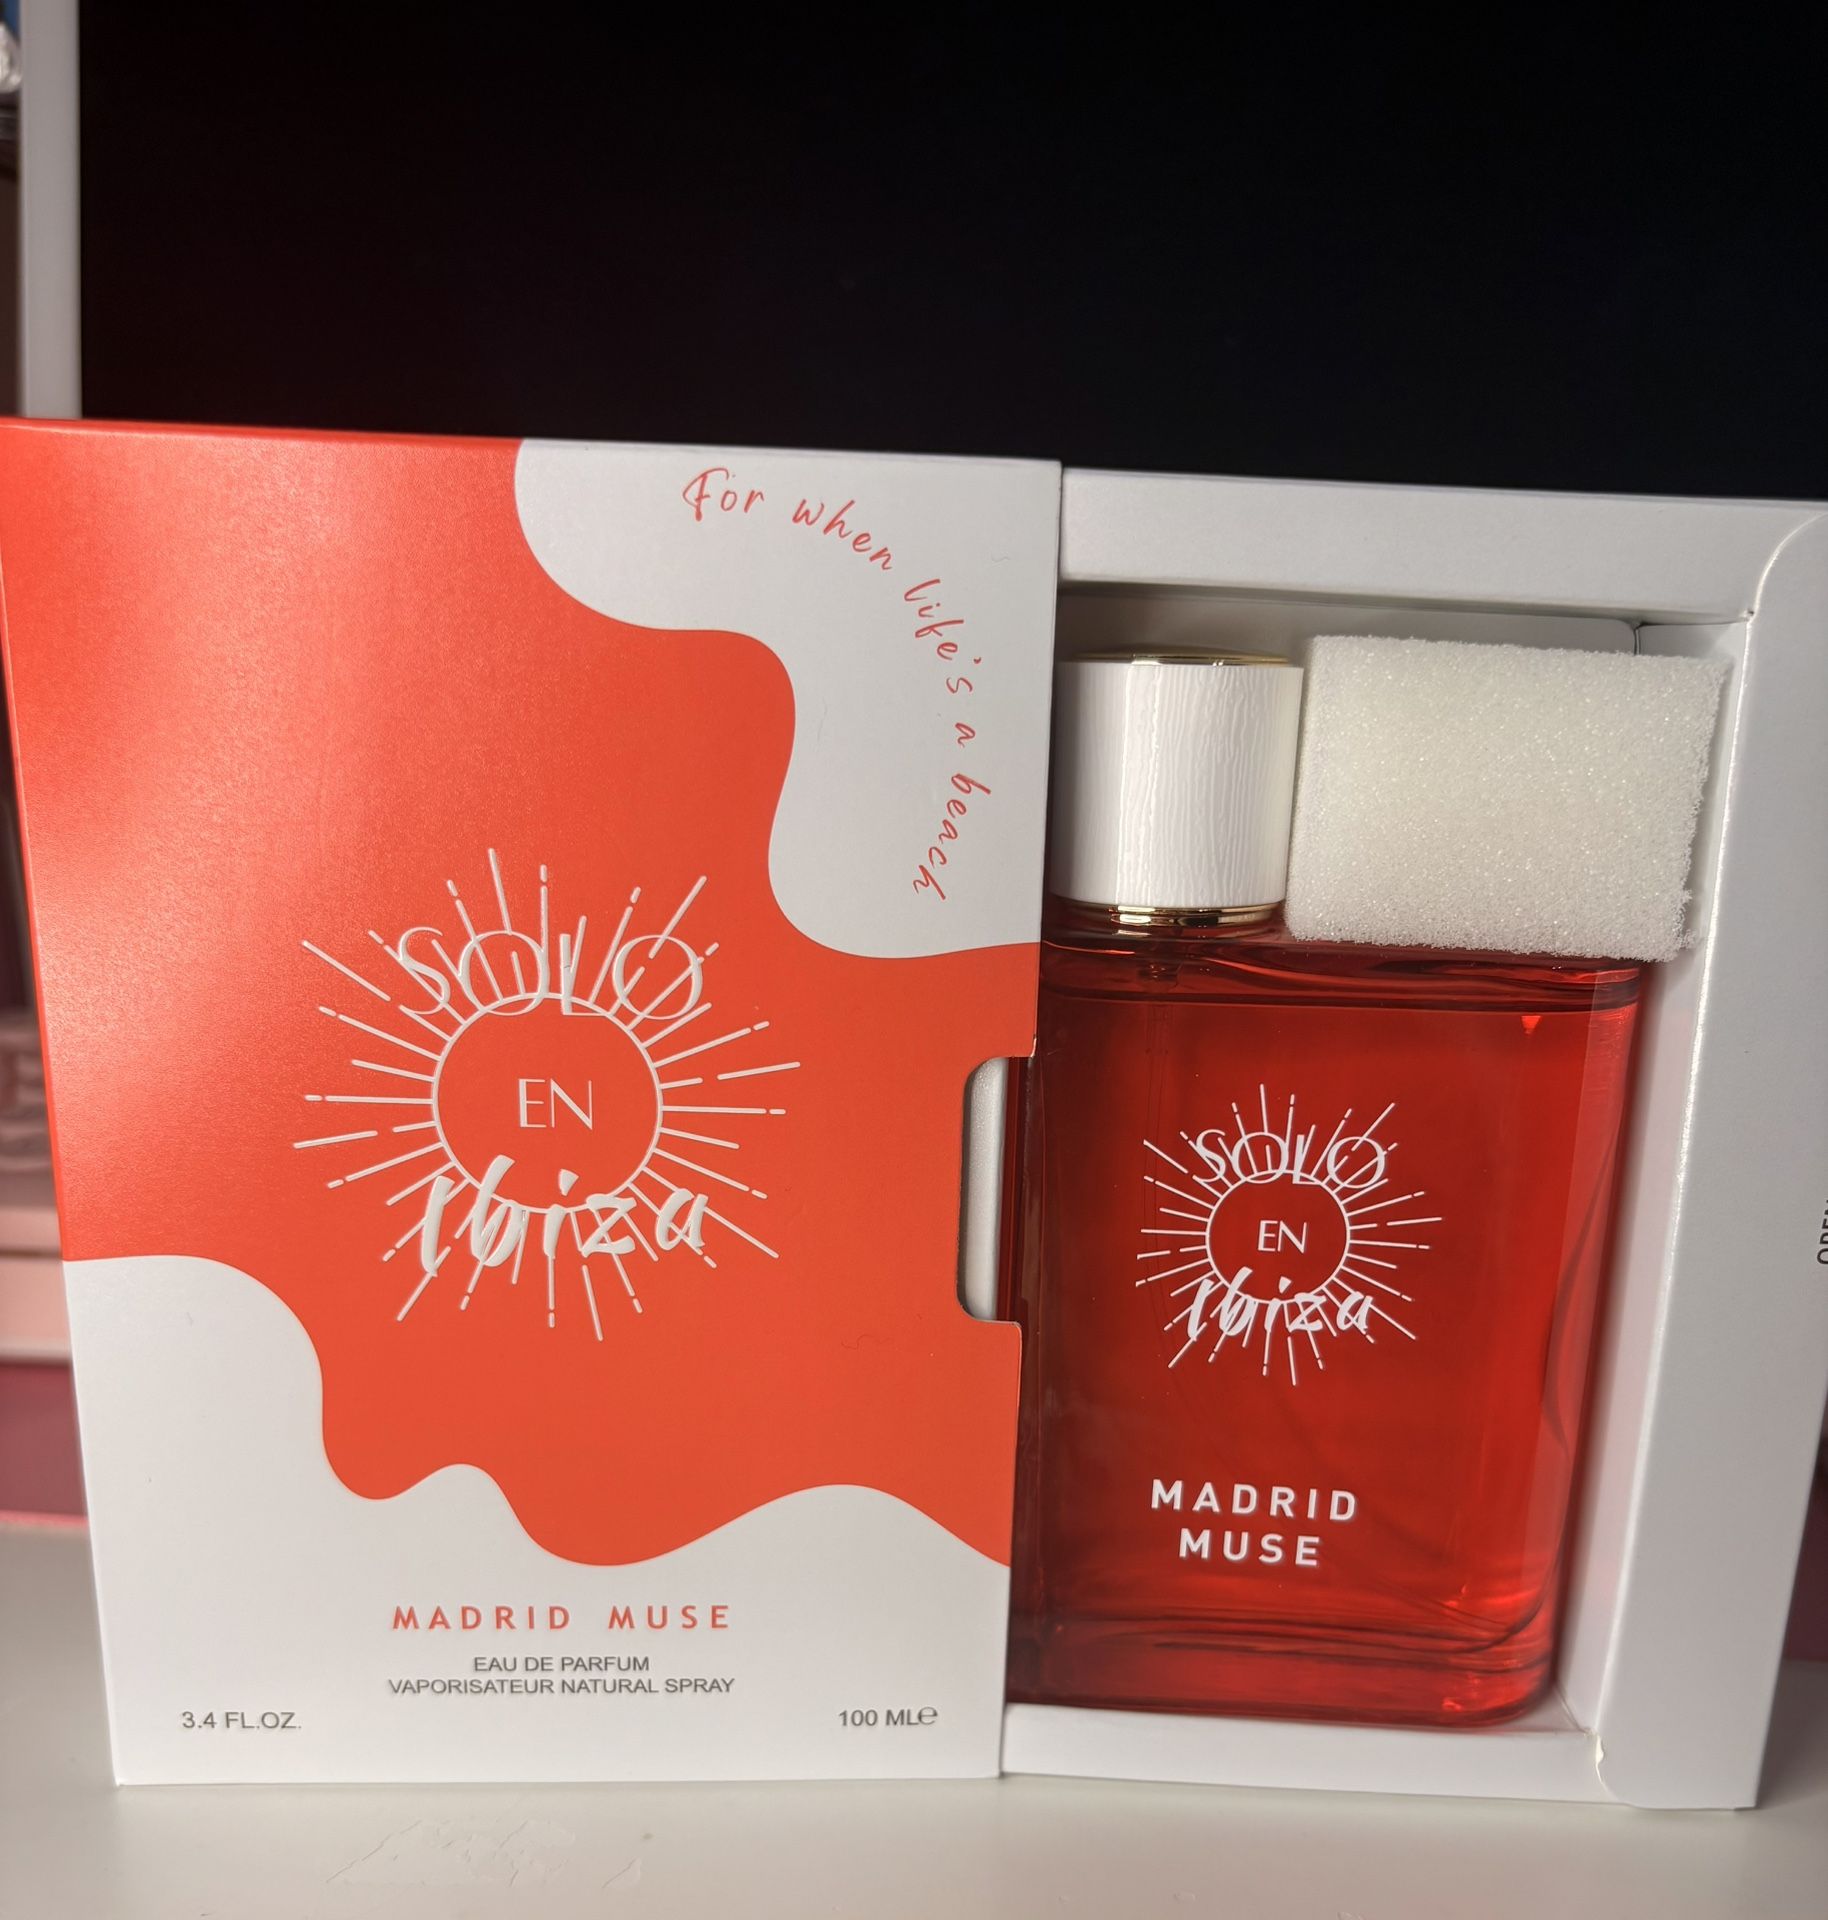 For when life's a beach
SOLO
EN
Ibiza
MADRID MUSE
EAU DE PARFUM
VAPORISATEUR NATURAL SPRAY
3.4 FL.OZ.
100 ML℮
SOLO
EN
Ibiza
MADRID
MUSE
OPEN